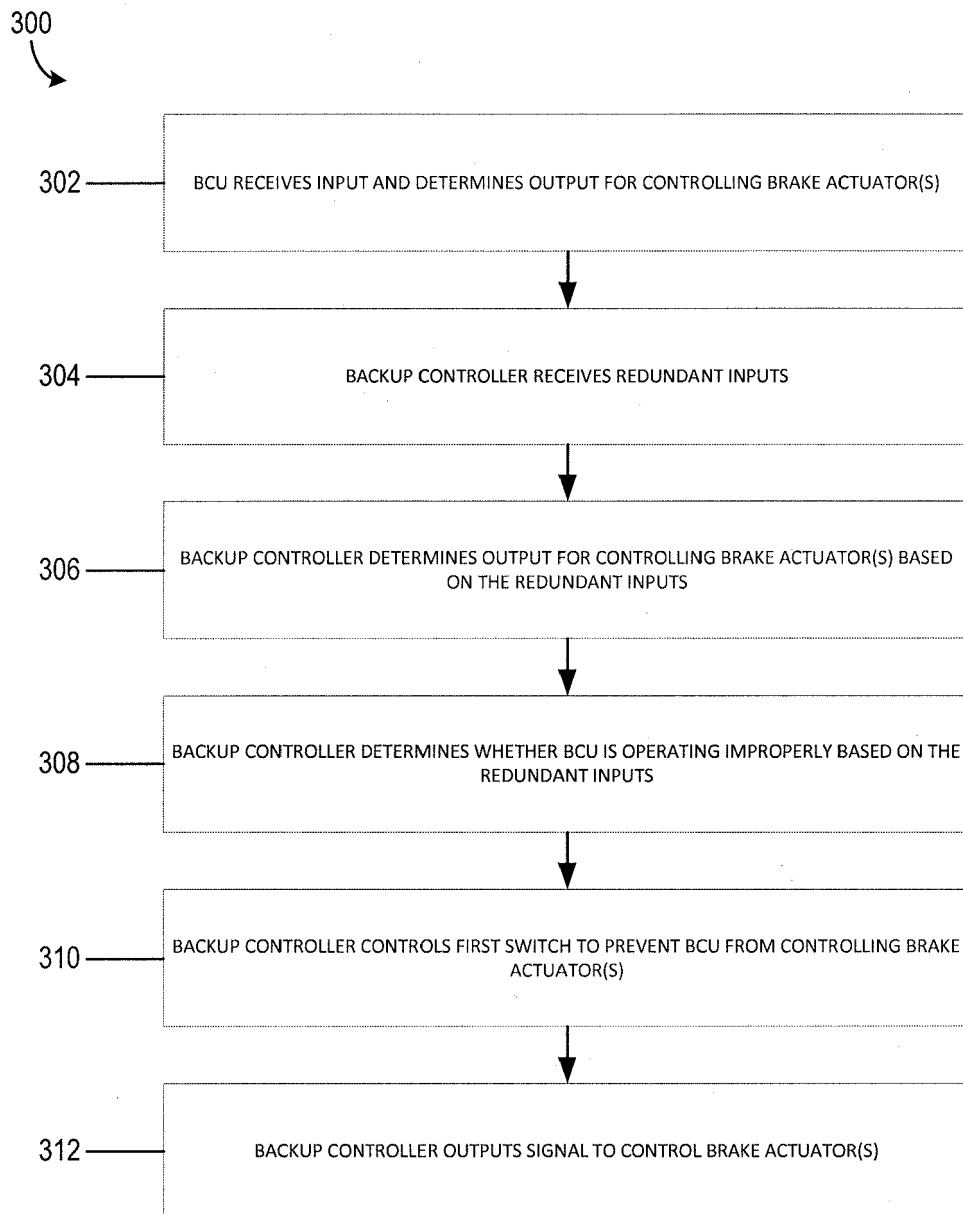 300
302
BCU RECEIVES INPUT AND DETERMINES OUTPUT FOR CONTROLLING BRAKE ACTUATOR(S)
304
BACKUP CONTROLLER RECEIVES REDUNDANT INPUTS
306
BACKUP CONTROLLER DETERMINES OUTPUT FOR CONTROLLING BRAKE ACTUATOR(S) BASED
ON THE REDUNDANT INPUTS
308
BACKUP CONTROLLER DETERMINES WHETHER BCU IS OPERATING IMPROPERLY BASED ON THE
REDUNDANT INPUTS
310
BACKUP CONTROLLER CONTROLS FIRST SWITCH TO PREVENT BCU FROM CONTROLLING BRAKE
ACTUATOR(S)
312
BACKUP CONTROLLER OUTPUTS SIGNAL TO CONTROL BRAKE ACTUATOR(S)